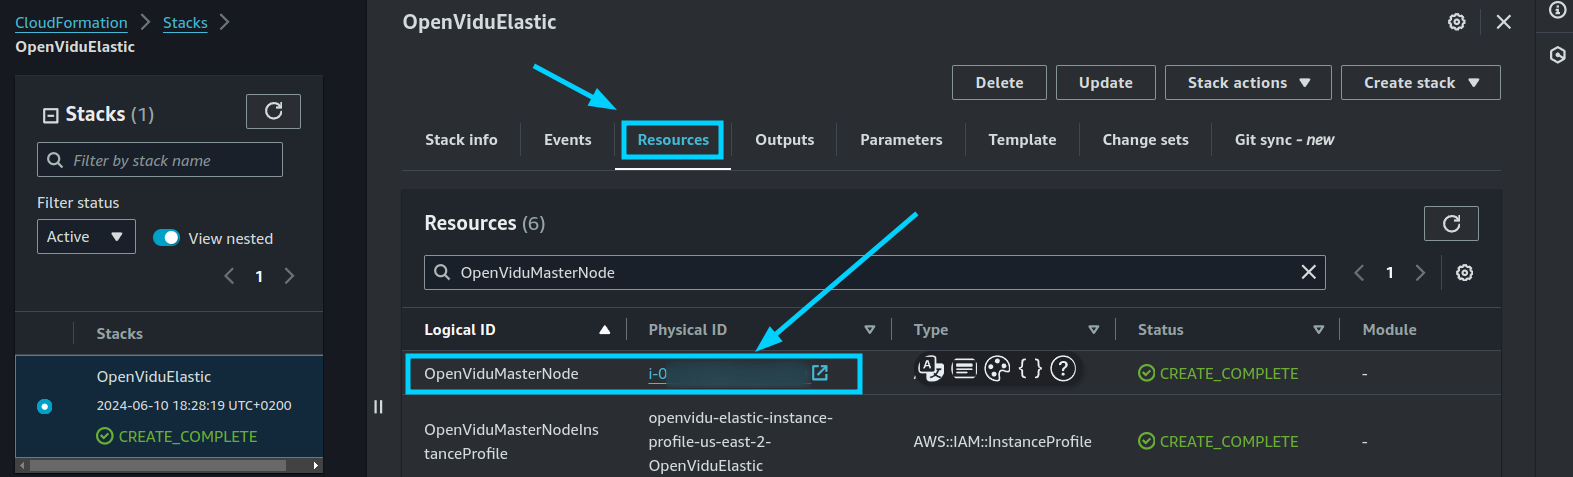 CloudFormation > Stacks >
OpenViduElastic
Stacks (1)
Filter by stack name
Filter status
Active
View nested
1
Stacks
OpenViduElastic
2024-06-10 18:28:19 UTC+0200
CREATE_COMPLETE
OpenViduElastic
Delete
Update
Stack actions
Create stack
Stack info
Events
Resources
Outputs
Parameters
Template
Change sets
Git sync - new
Resources (6)
OpenViduMasterNode
1
Logical ID
Physical ID
Type
Status
Module
OpenViduMasterNode
i-0
CREATE_COMPLETE
-
OpenViduMasterNodeIns
tanceProfile
openvidu-elastic-instance-
profile-us-east-2-
OpenViduElastic
AWS::IAM::InstanceProfile
CREATE_COMPLETE
-